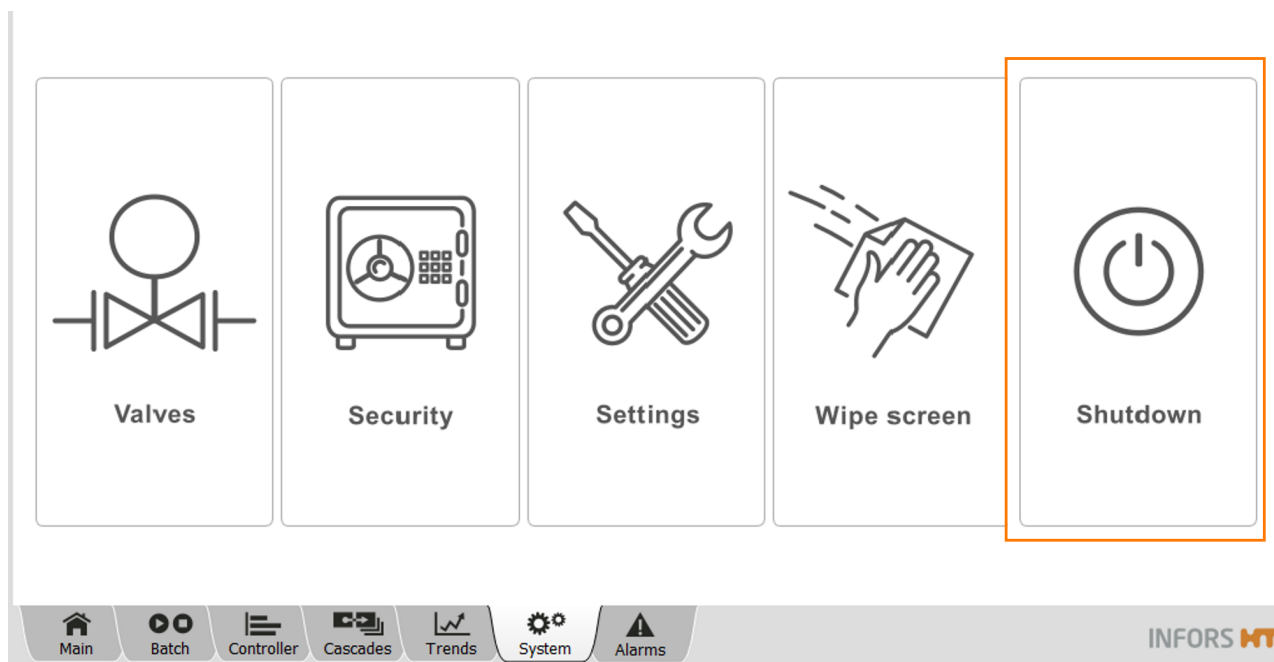 Valves
Security
Settings
Wipe screen
Shutdown
Main
Batch
Controller
Cascades
Trends
System
Alarms
INFORS HT